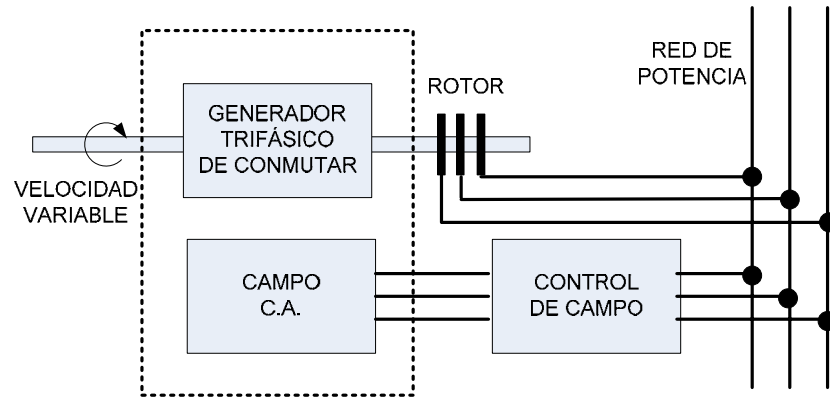 RED DE
POTENCIA
ROTOR
GENERADOR
TRIFÁSICO
DE CONMUTAR
VELOCIDAD
VARIABLE
CAMPO
C.A.
CONTROL
DE CAMPO